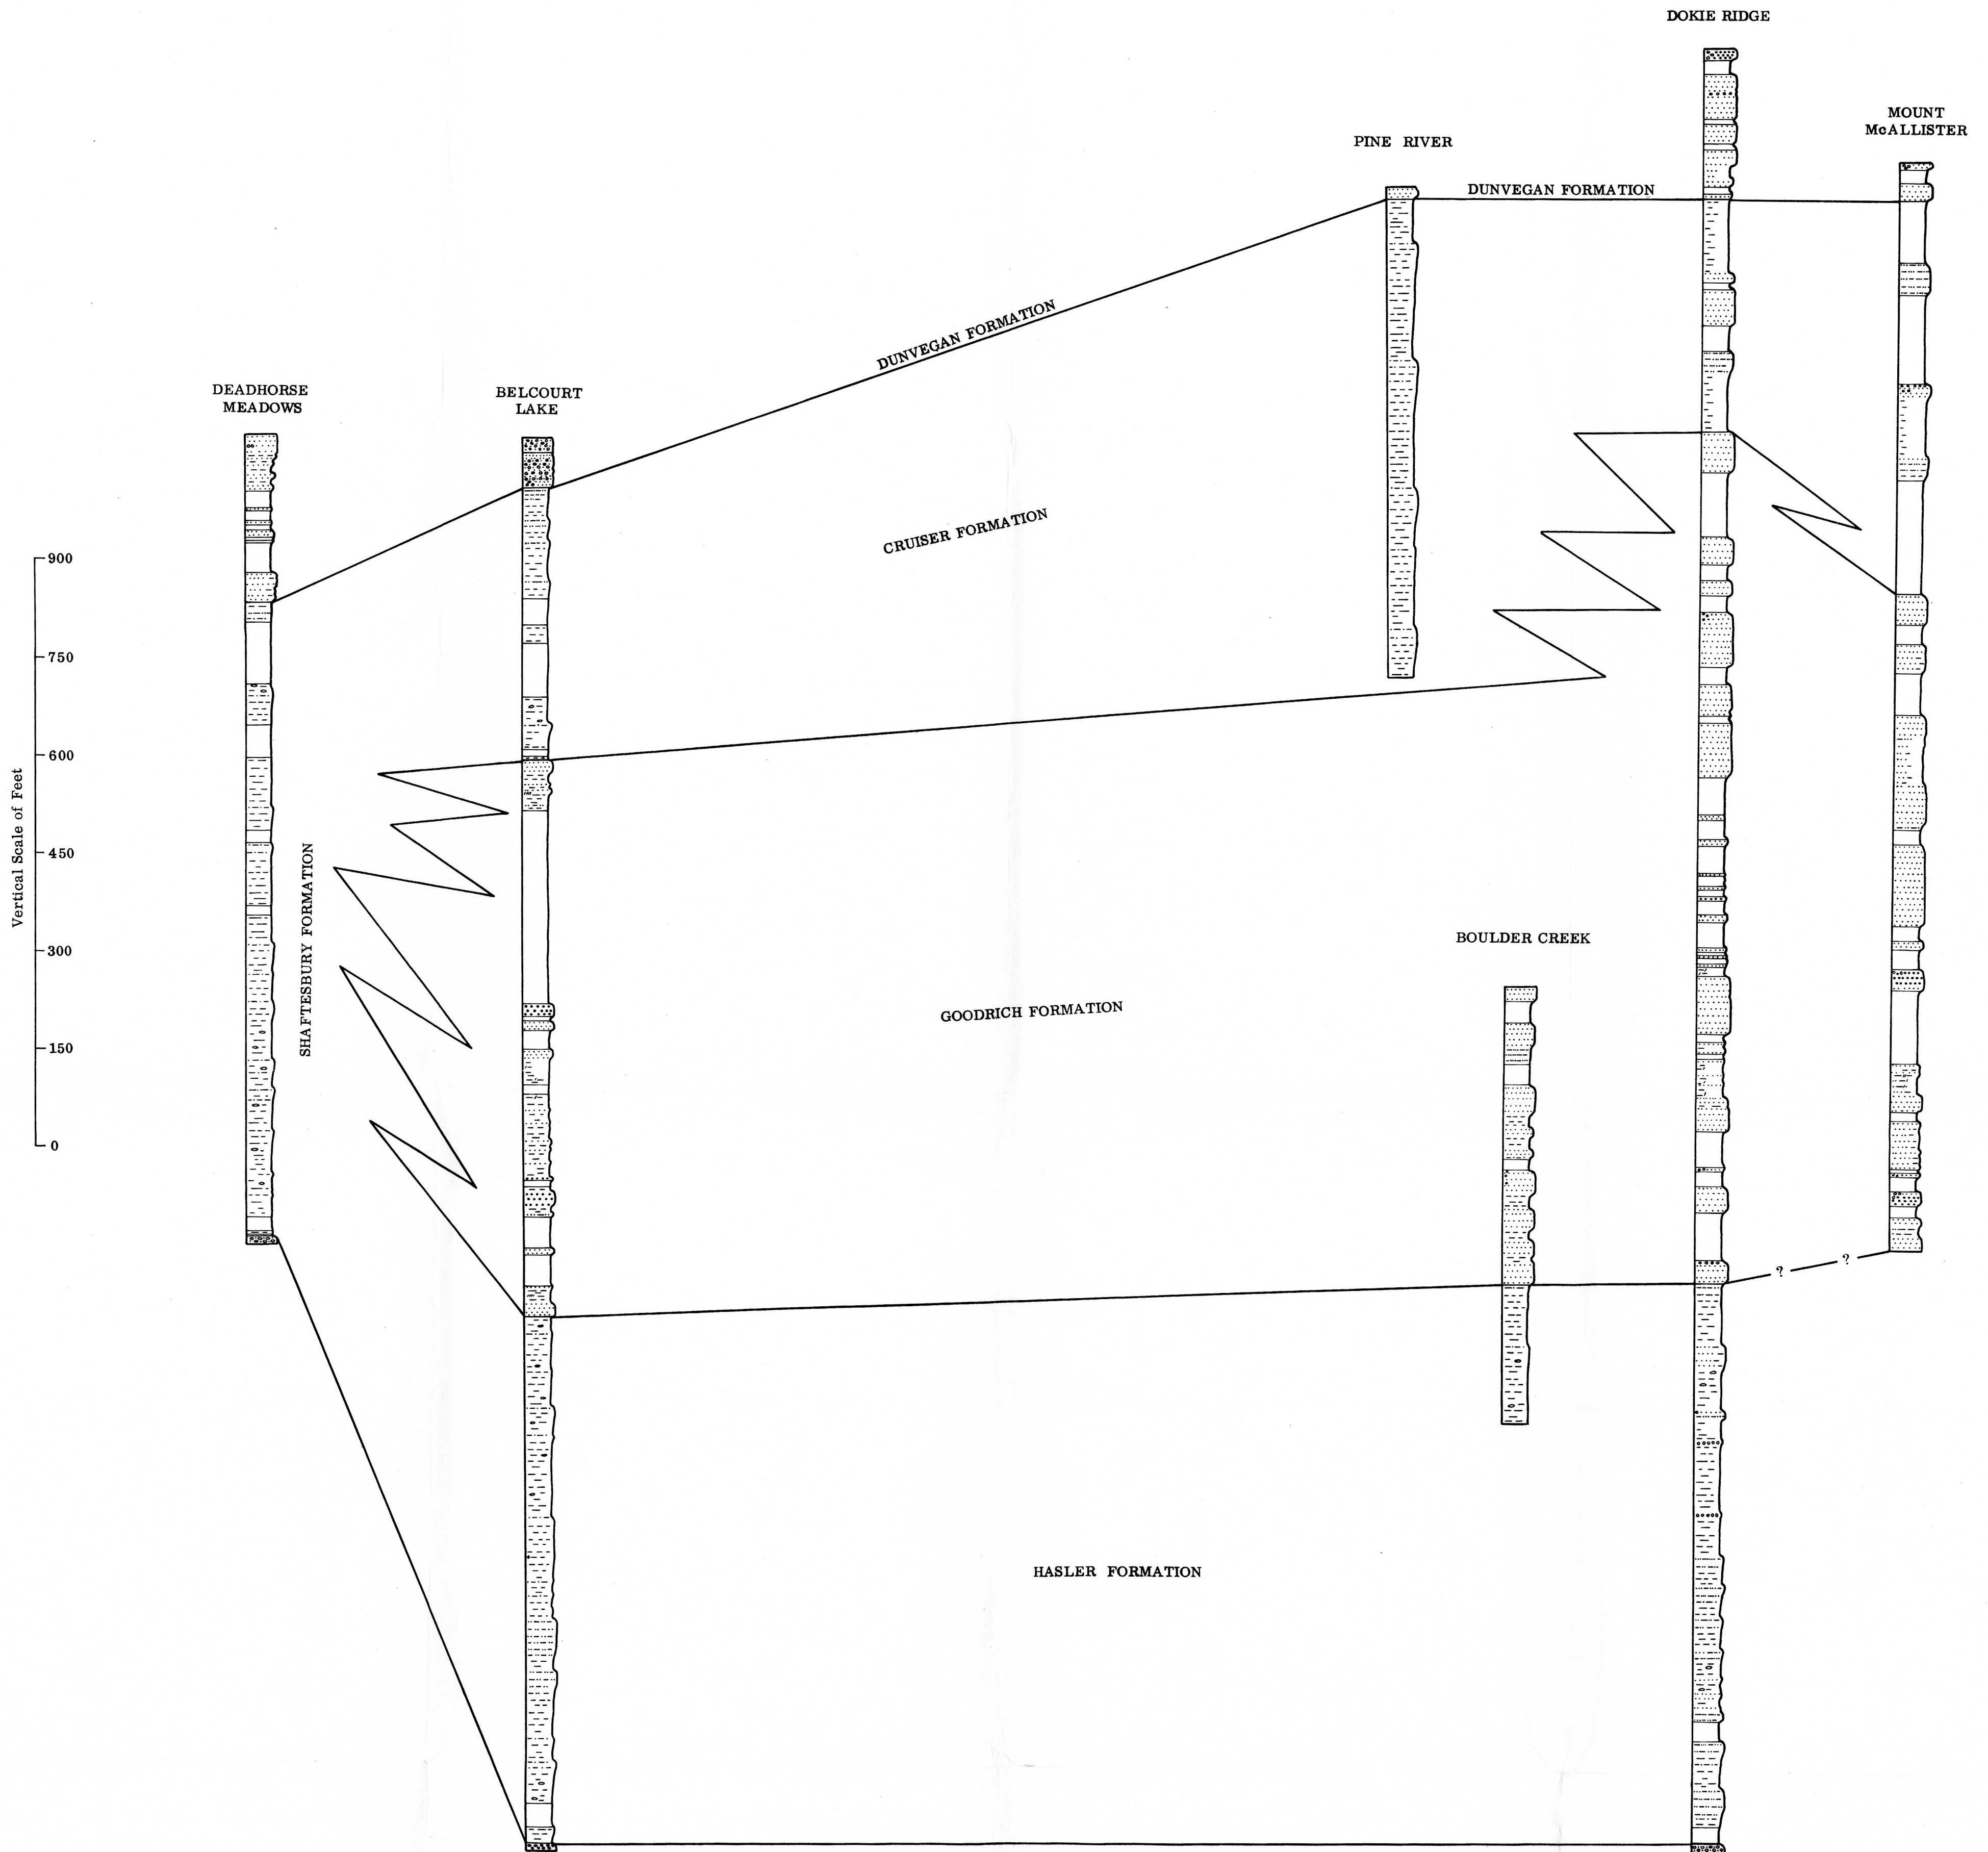 DOKIE RIDGE
MOUNT
McALLISTER
PINE RIVER
DUNVEGAN FORMATION
DUNVEGAN FORMATION
DEADHORSE
MEADOWS
BELCOURT
LAKE
CRUISER FORMATION
900
750
600
450
300
150
0
Vertical Scale of Feet
SHAFTESBURY FORMATION
BOULDER CREEK
GOODRICH FORMATION
?
?
HASLER FORMATION